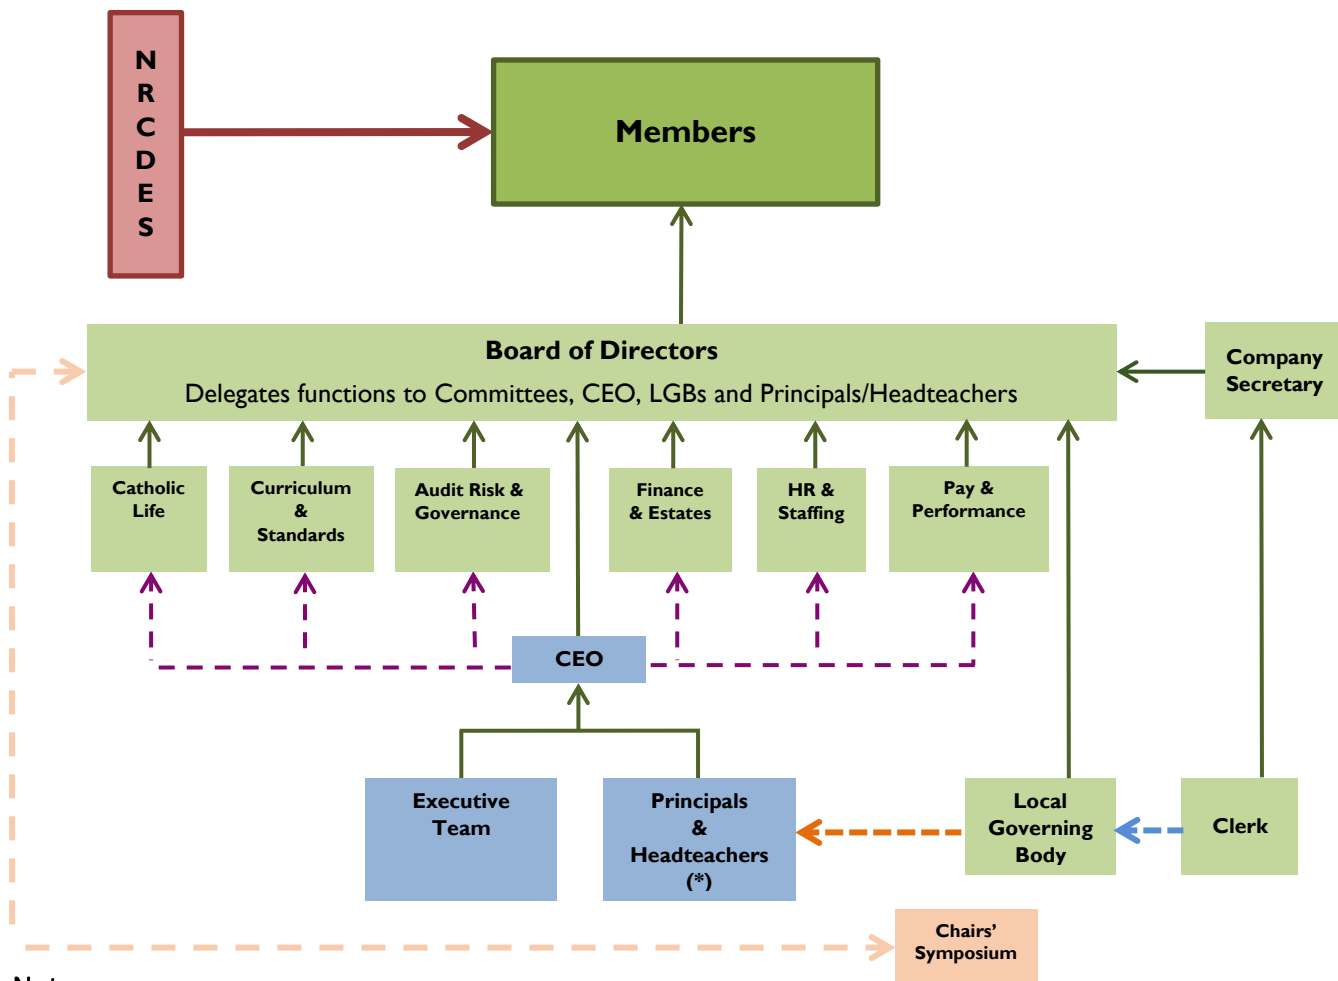 N
R
C
D
E
S
Members
Board of Directors
Delegates functions to Committees, CEO, LGBs and Principals/Headteachers
Company
Secretary
Catholic
Life
Curriculum
&
Standards
Audit Risk &
Governance
Finance
& Estates
HR &
Staffing
Pay &
Performance
CEO
Executive
Team
Principals
&
Headteachers
(*)
Local
Governing
Body
Clerk
Chairs’
Symposium